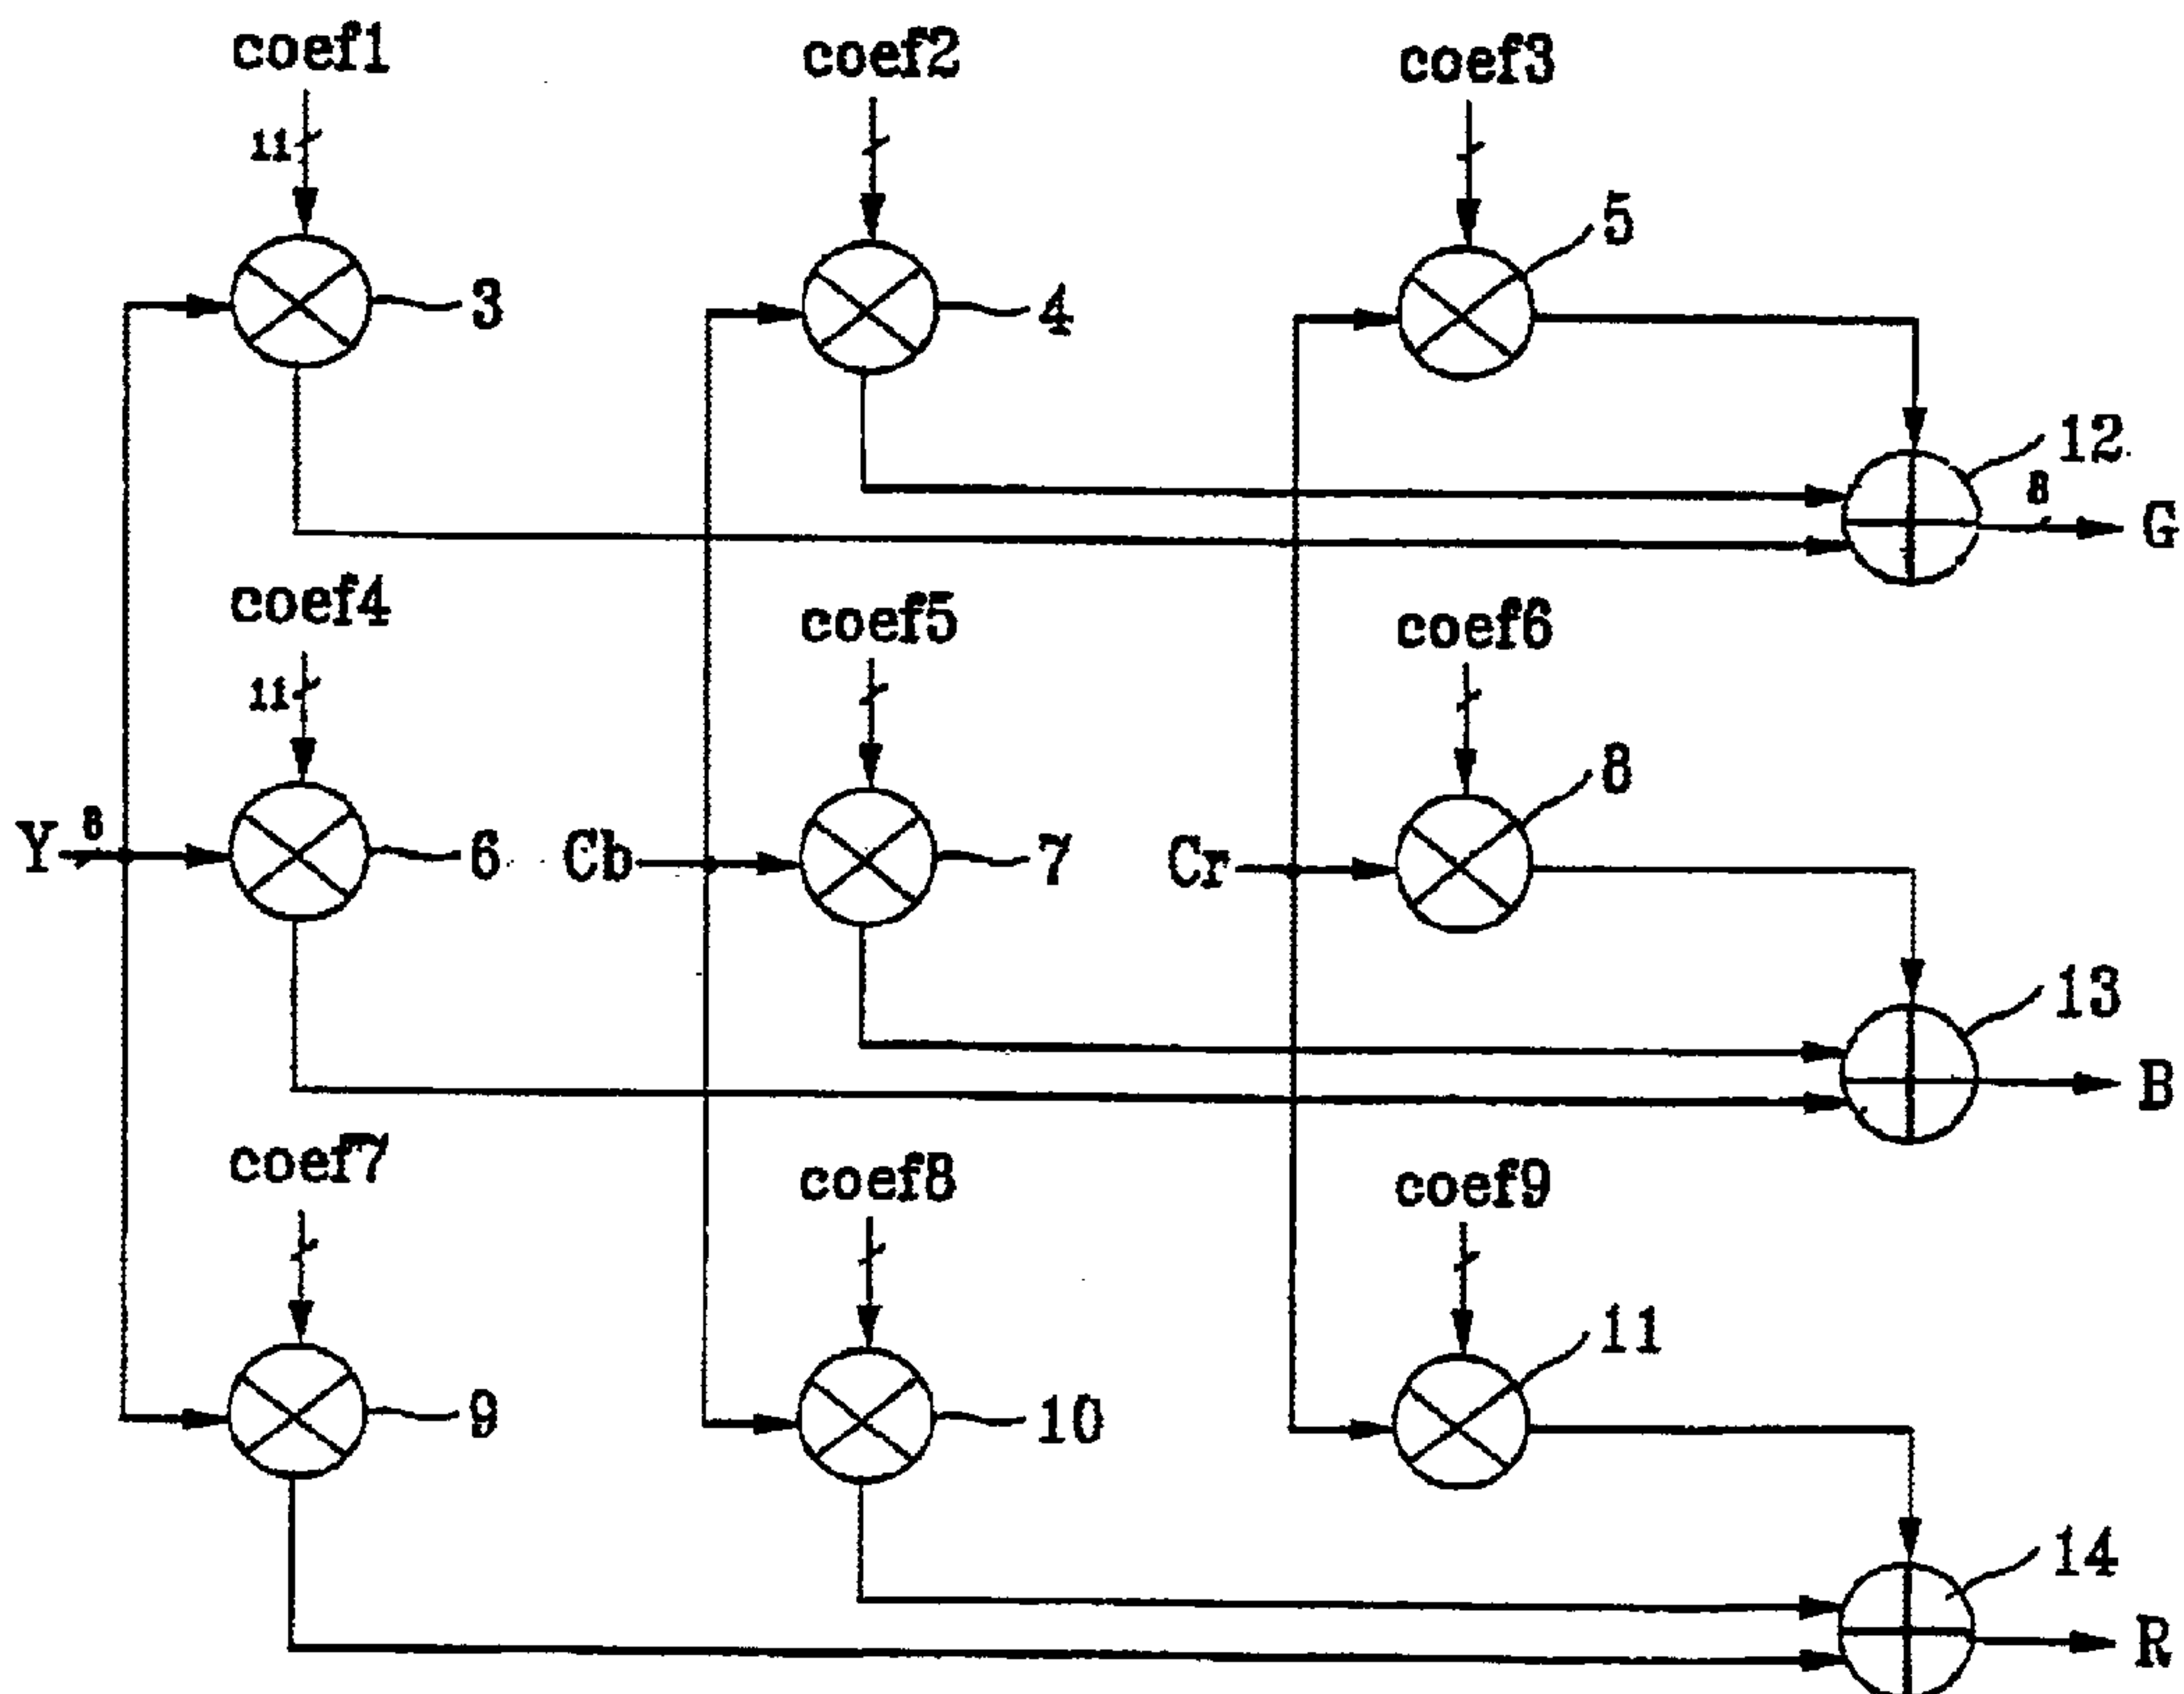 coef1 coef2 coef3
11
5
3 4
12
8
G
coef4 coef5 coef6
11
8
Y 8 6 Cb 7 Cr
13
B
coef7 coef8 coef9
11
9 10
14
R